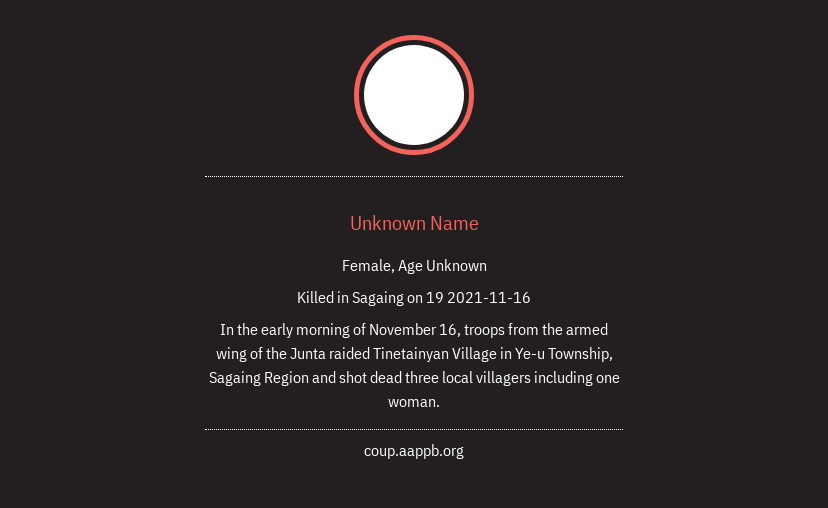 Unknown Name
Female, Age Unknown
Killed in Sagaing on 19 2021-11-16
In the early morning of November 16, troops from the armed
wing of the Junta raided Tinetainyan Village in Ye-u Township,
Sagaing Region and shot dead three local villagers including one
woman.
coup.aappb.org